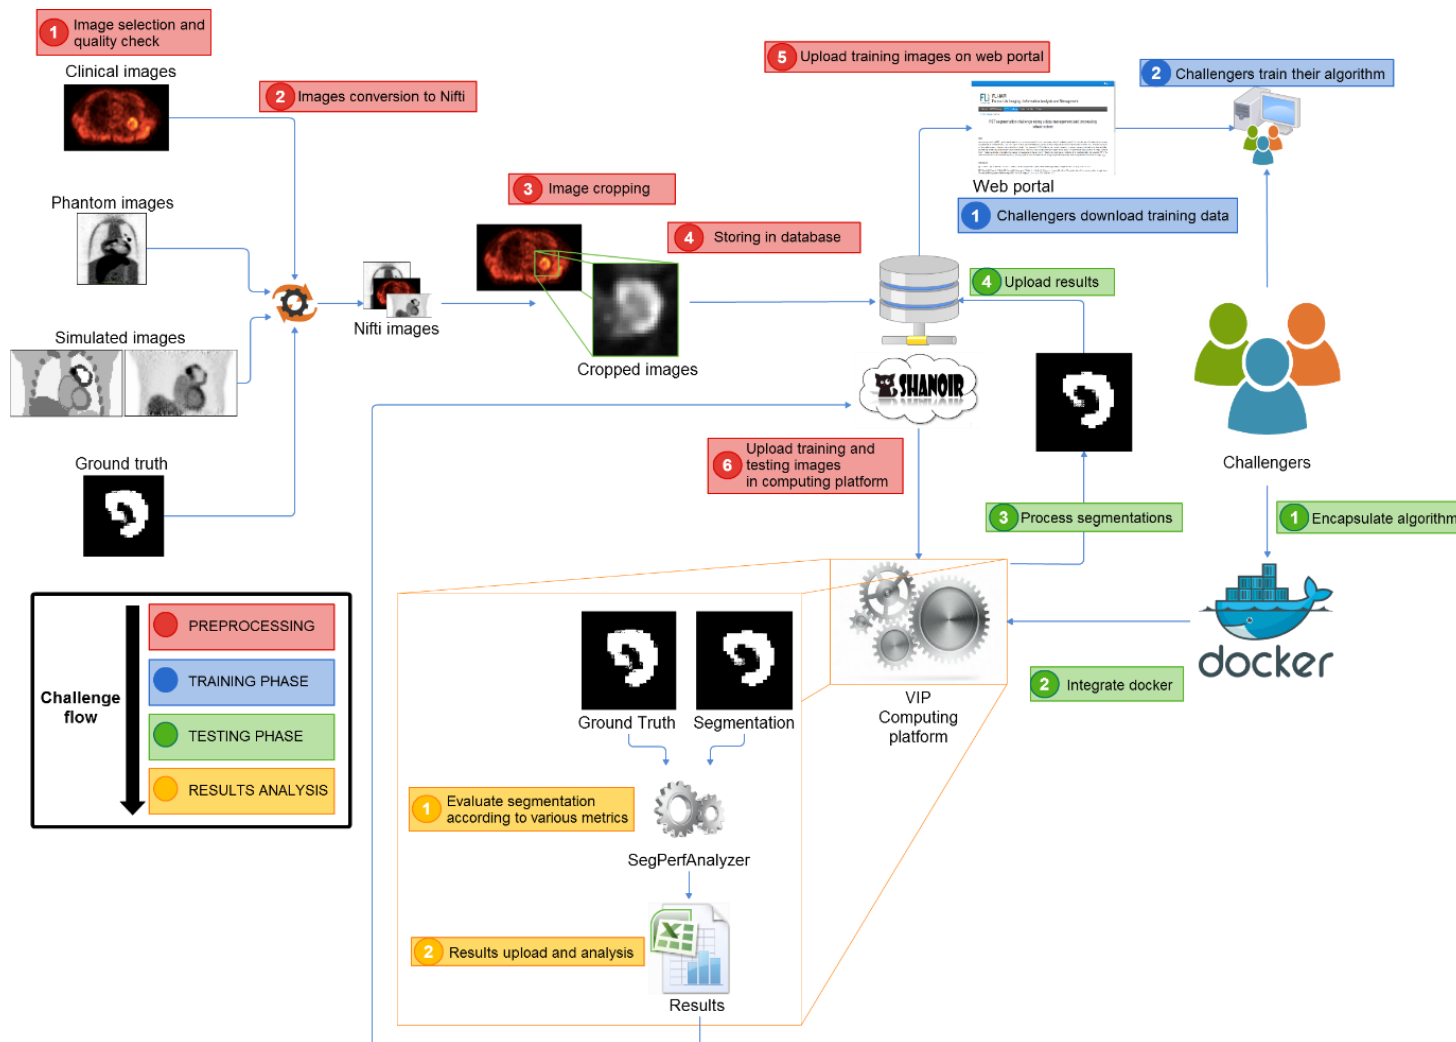 1 Image selection and
quality check
Clinical images
2 Images conversion to Nifti
Phantom images
Simulated images
Ground truth
Nifti images
3 Image cropping
Cropped images
4 Storing in database
5 Upload training images on web portal
Web portal
2 Challengers train their algorithm
1 Challengers download training data
4 Upload results
SHANOIR
6 Upload training and
testing images
in computing platform
3 Process segmentations
Challengers
1 Encapsulate algorithm
docker
2 Integrate docker
VIP
Computing
platform
Challenge
flow
PREPROCESSING
TRAINING PHASE
TESTING PHASE
RESULTS ANALYSIS
Ground Truth
Segmentation
1 Evaluate segmentation
according to various metrics
SegPerfAnalyzer
2 Results upload and analysis
X
Results